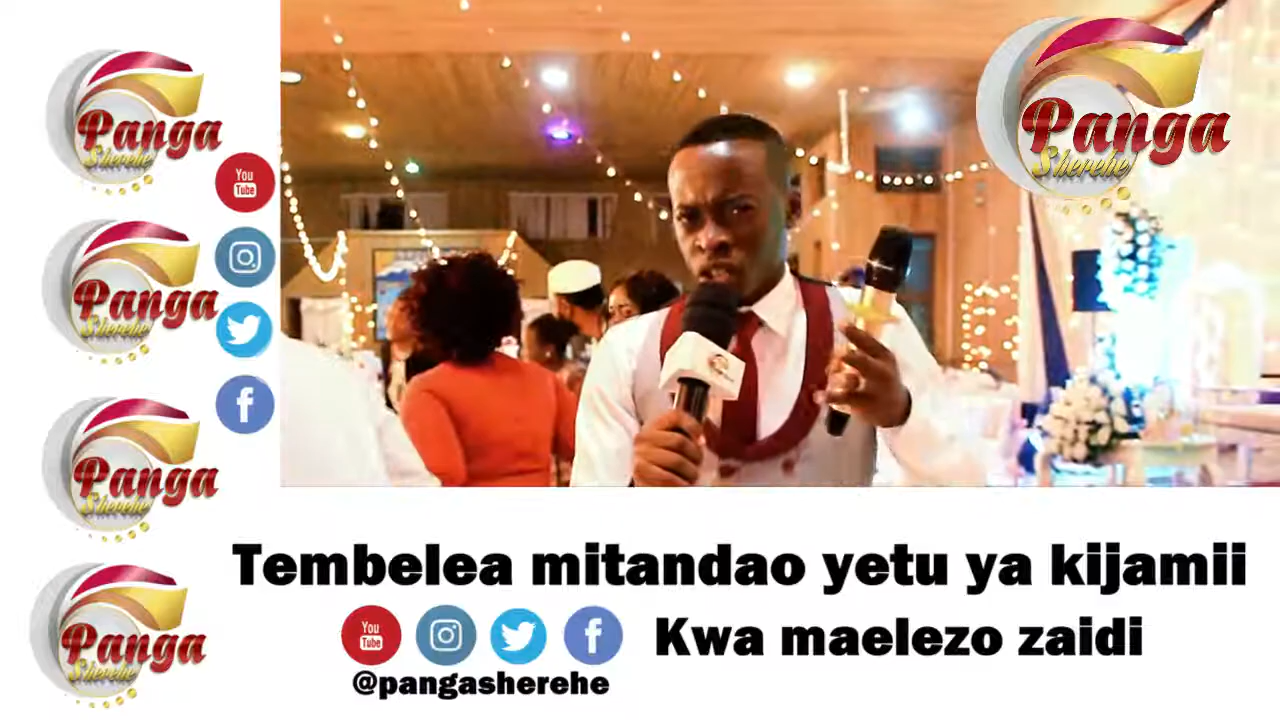 Panga
Sherehe
You
Tube
Panga
Sherehe
Panga
Sherehe
Panga
Sherehe
Panga
Sherehe
Tembelea mitandao yetu ya kijamii
You
Tube
Kwa maelezo zaidi
@pangasherehe